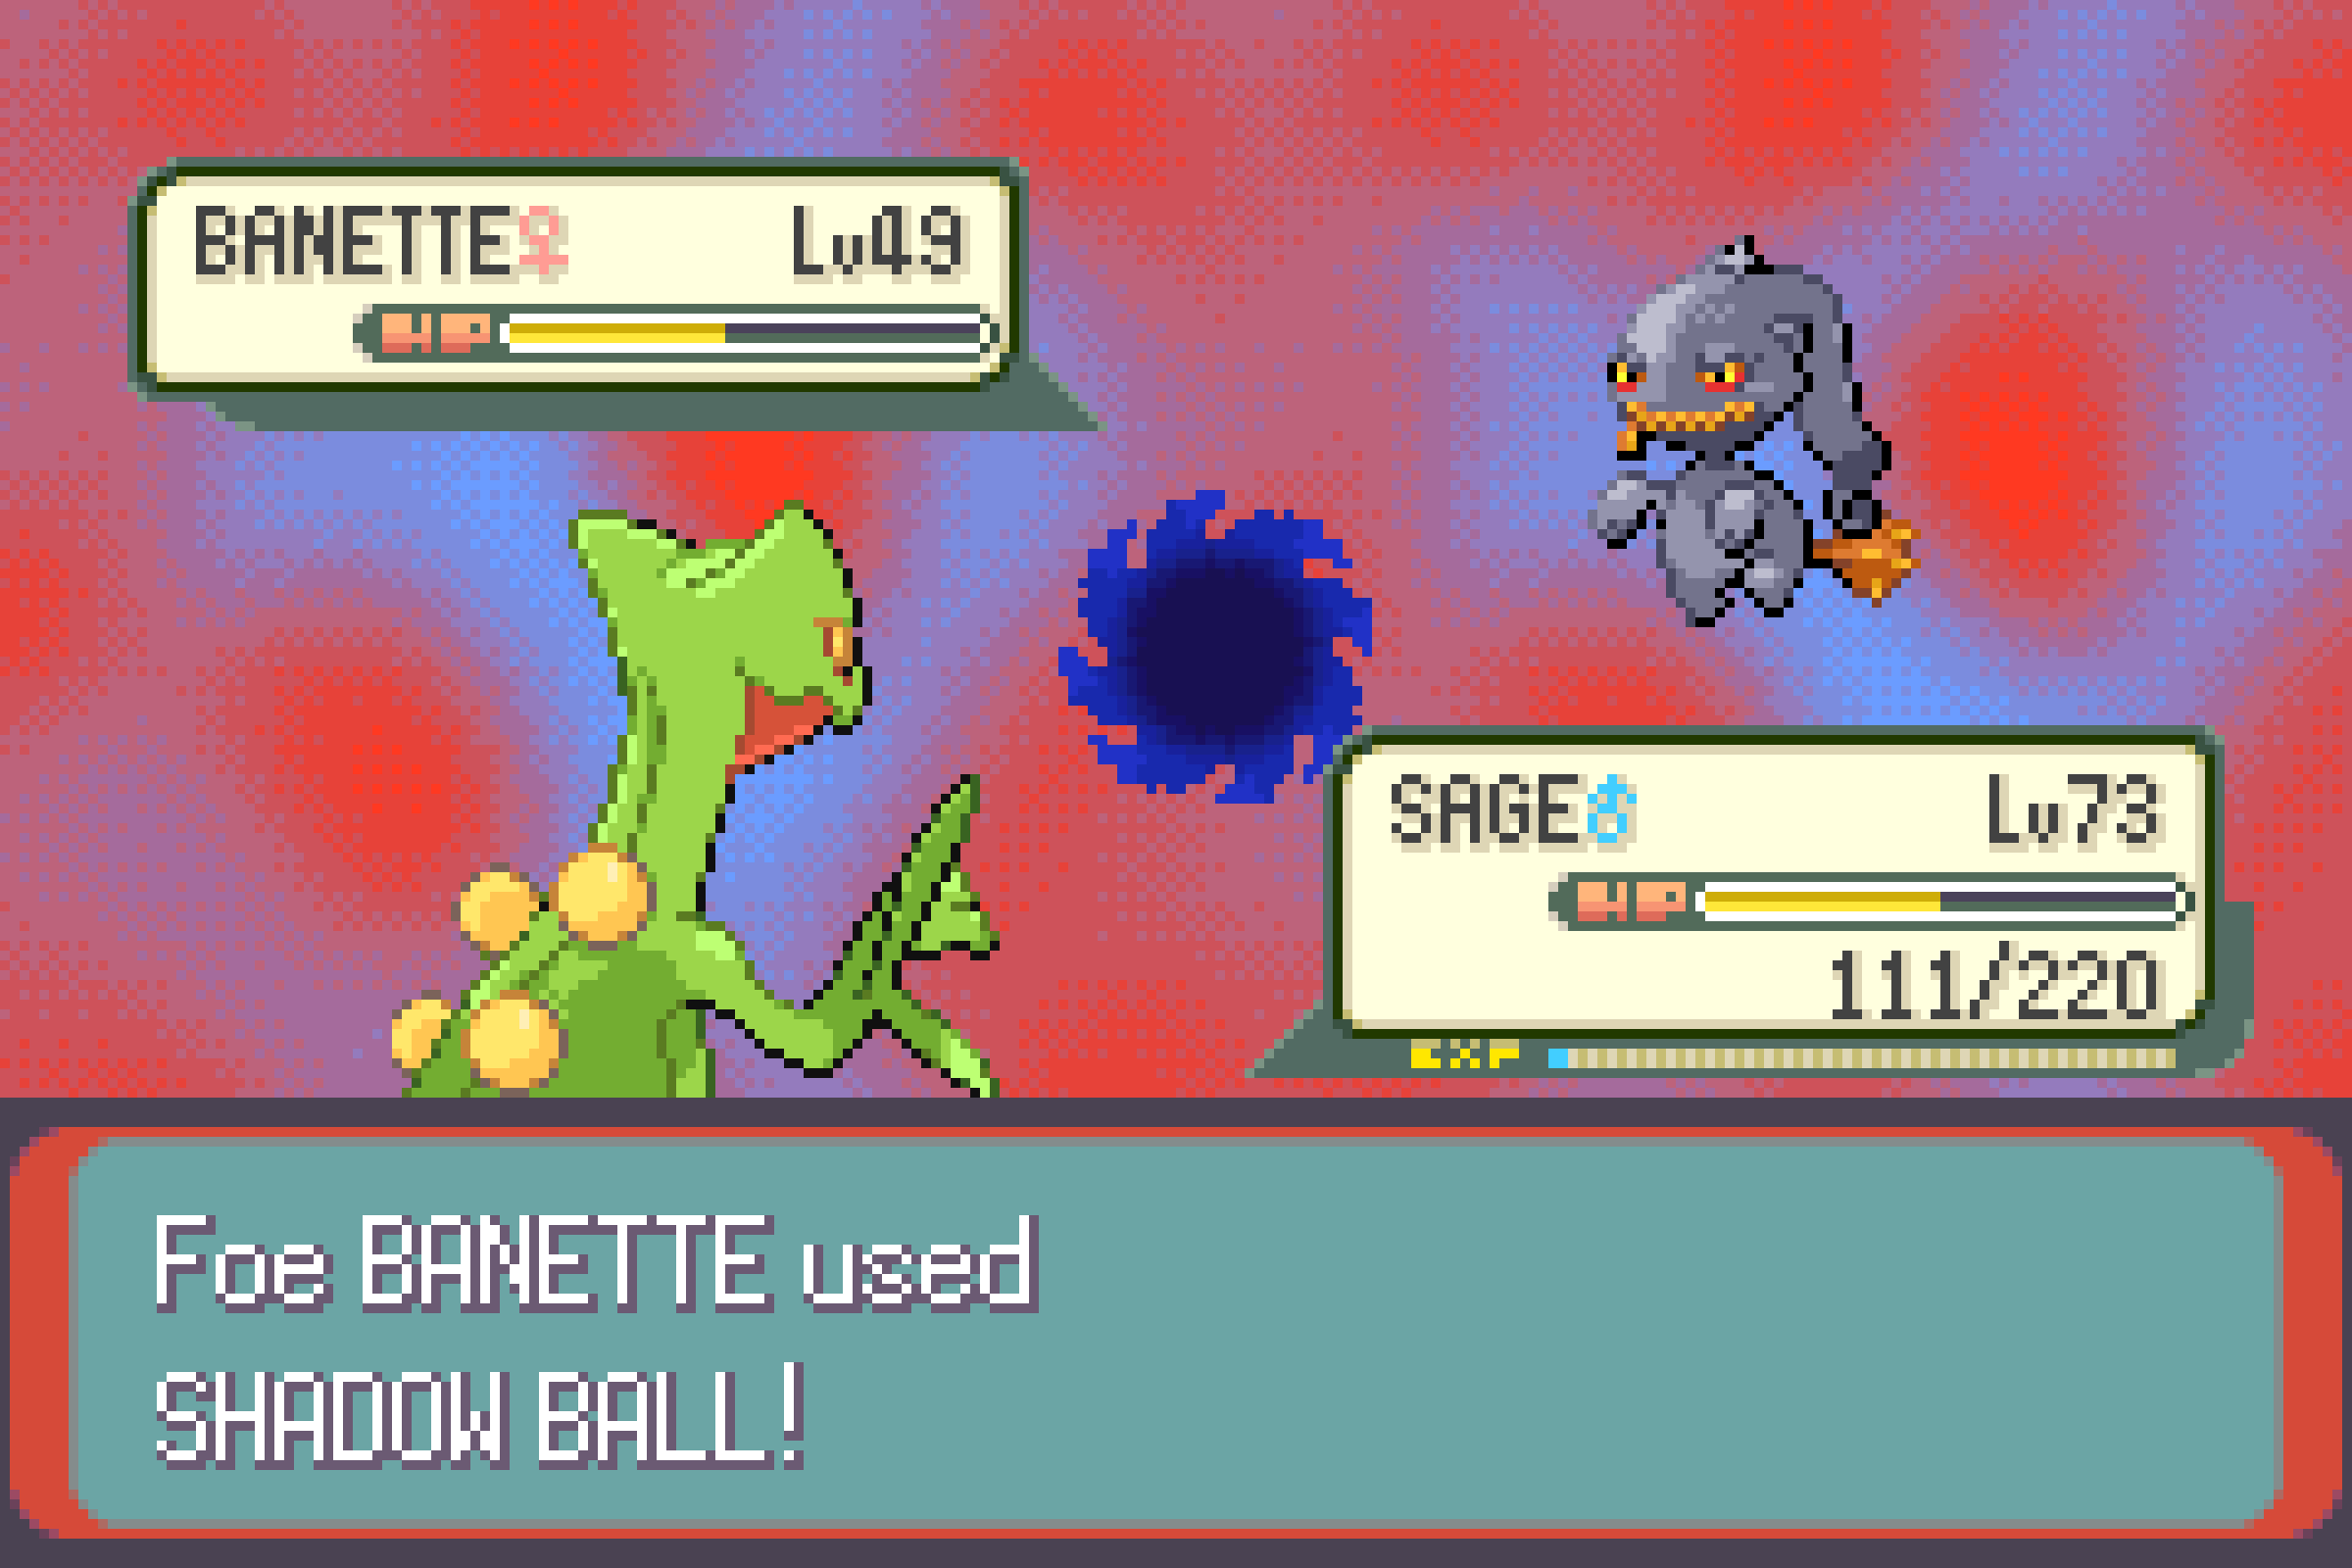 BANETTE♀ Lv49
HP
SAGE♂ Lv73
HP
111/220
EXP
Foe BANETTE used
SHADOW BALL!